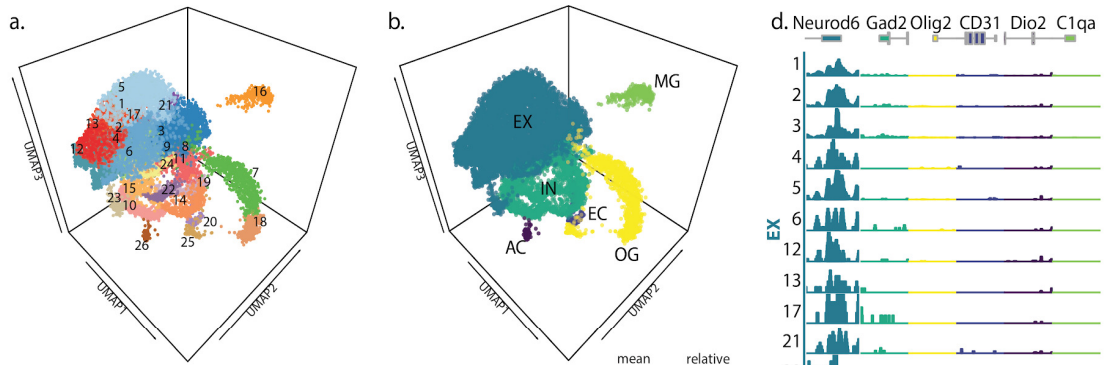 a.
5
1
21
17
13
2
4
3
12
6
9
8
11
24
16
7
15
22
19
23
10
14
20
18
25
26
UMAP3
UMAP1
UMAP2
b.
MG
EX
IN
EC
AC
OG
UMAP3
UMAP1
UMAP2
mean relative
d.
Neurod6 Gad2 Olig2 CD31 Dio2 C1qa
1
2
3
4
5
6
12
13
17
21
EX